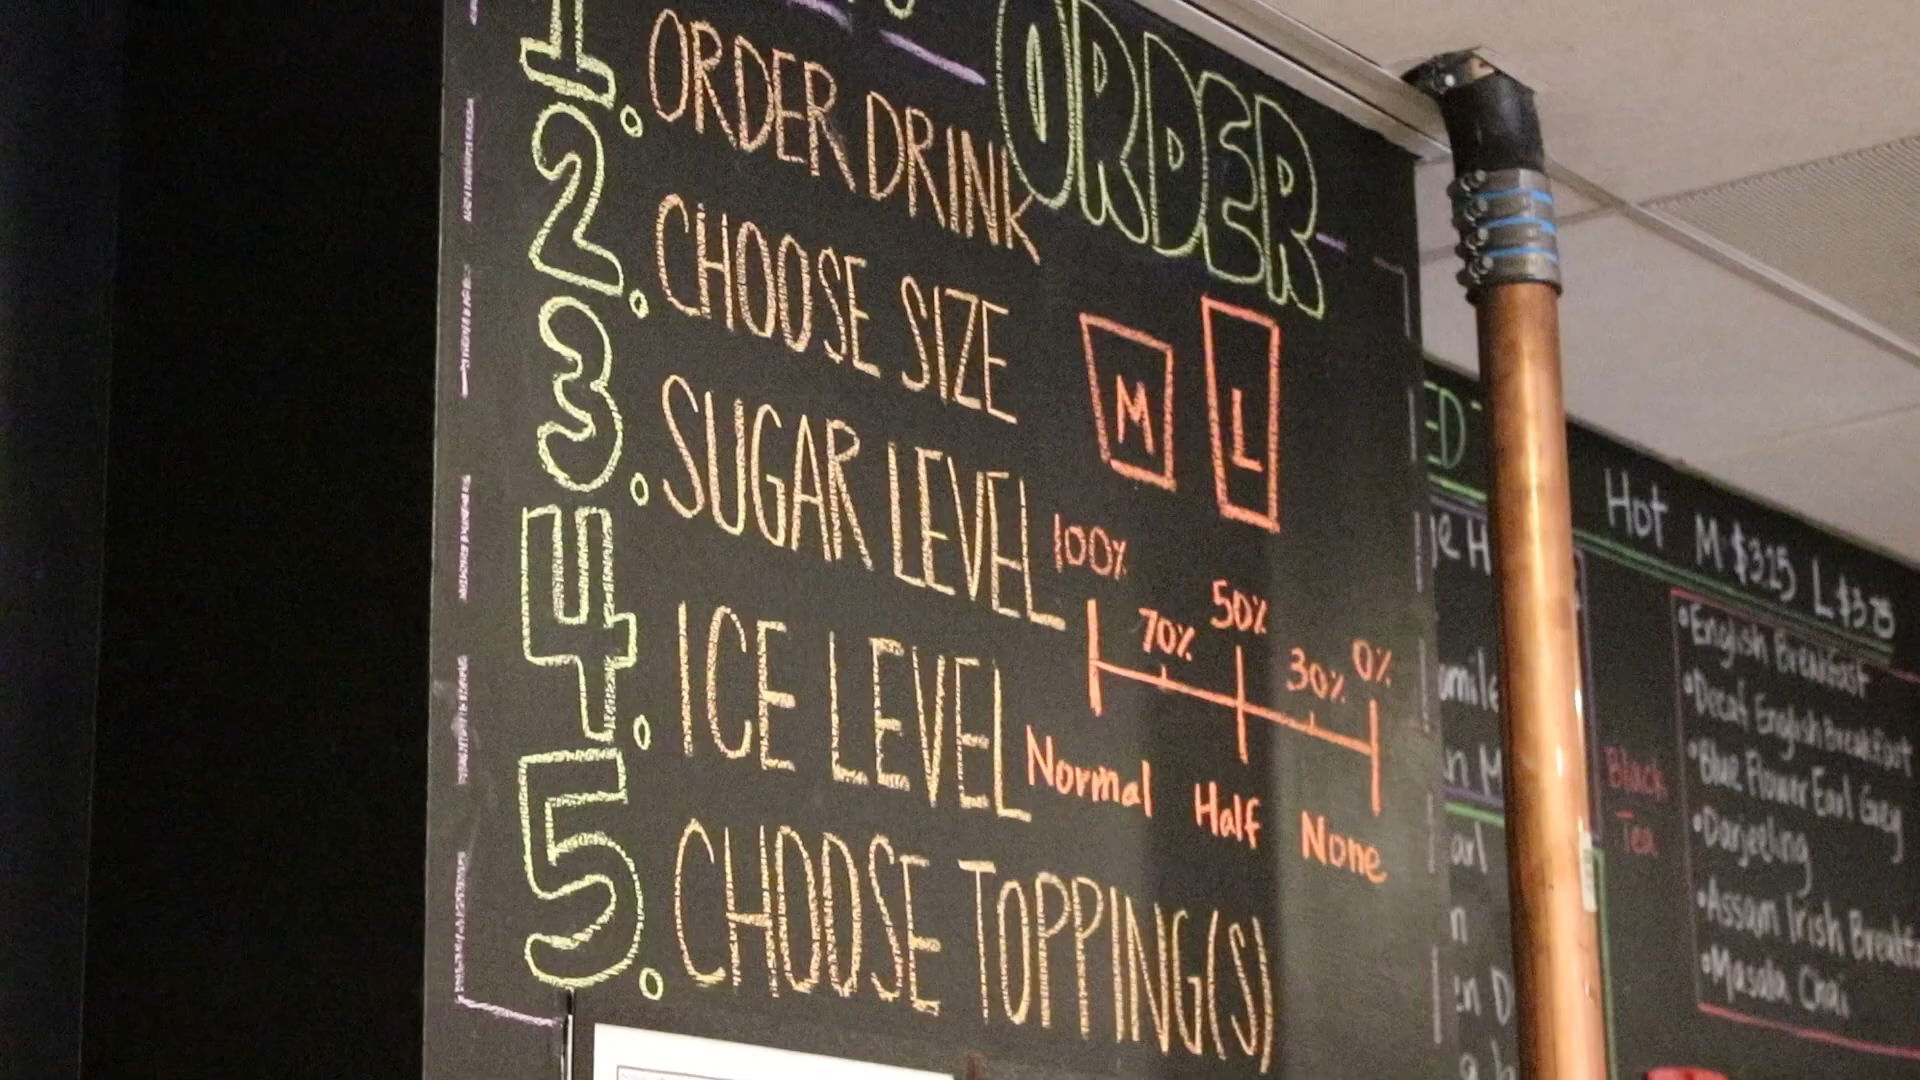 ORDER
1. ORDER DRINK
2. CHOOSE SIZE
M L
3. SUGAR LEVEL
100% 70% 50% 30% 0%
4. ICE LEVEL
Normal Half None
5. CHOOSE TOPPING(S)
ED
Hot M $3.25 L $3.75
Black
Tea
•English Breakfast
•Decaf English Breakfast
•Blue Flower Earl Grey
•Darjeeling
•Assam Irish
•Masala Chai